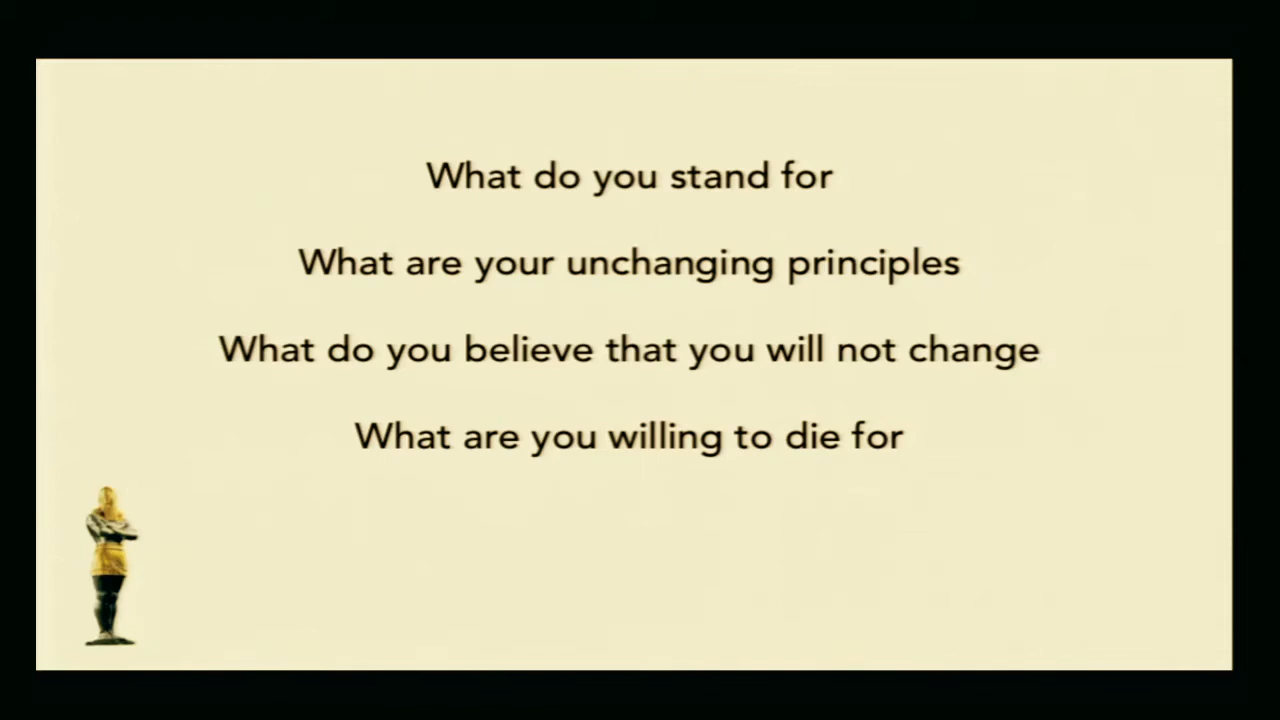 What do you stand for
What are your unchanging principles
What do you believe that you will not change
What are you willing to die for